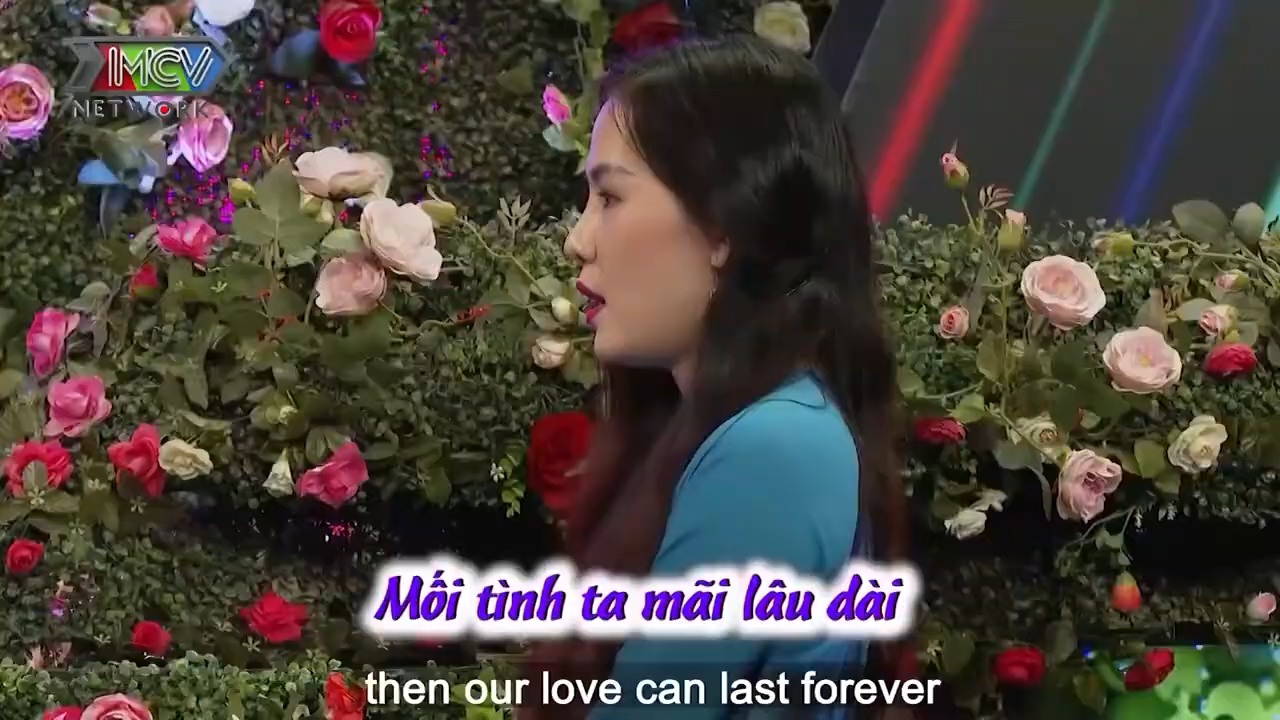 MCV
NETWORK
Mối tình ta mãi lâu dài
then our love can last forever